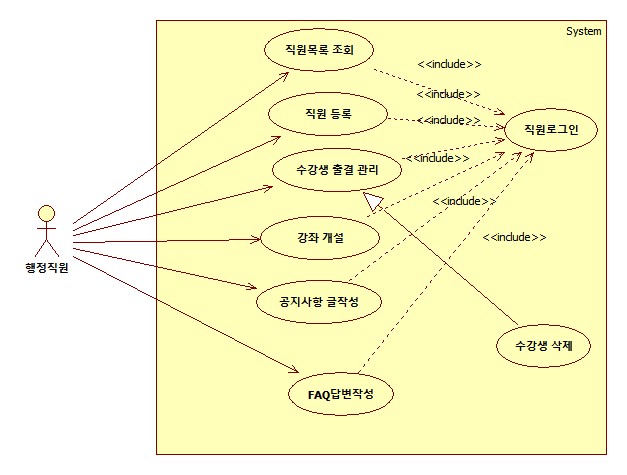 System
직원목록 조회
<<include>>
직원 등록
<<include>>
직원로그인
수강생 출결 관리
<<include>>
<<include>>
행정직원
강좌 개설
<<include>>
공지사항 글작성
수강생 삭제
FAQ답변작성